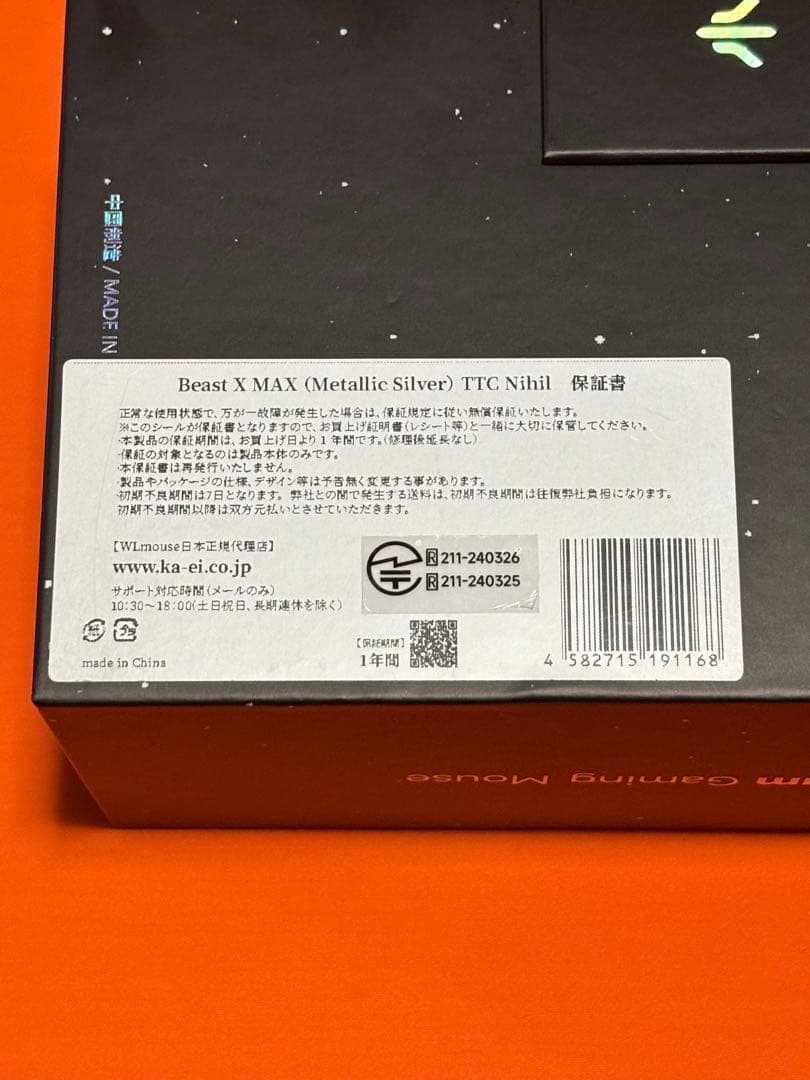 中国制造 / MADE IN
Beast X MAX (Metallic Silver) TTC Nihil 保証書
正常な使用状態で、万が一故障が発生した場合は、保証規定に従い無償保証いたします。
※このシールが保証書となりますので、お買上げ証明書(レシート等)と一緒に大切に保管してください。
・本製品の保証期間は、お買上げ日より1年間です。(修理後延長なし)
・保証の対象となるのは製品本体のみです。
・本保証書は再発行いたしません。
・製品やパッケージの仕様、デザイン等は予告無く変更する事があります。
・初期不良期間は7日となります。弊社との間で発生する送料は、初期不良期間は往復弊社負担になります。
初期不良期間以降は双方元払いとさせていただきます。
【WLmouse日本正規代理店】
www.ka-ei.co.jp
サポート対応時間(メールのみ)
10:30~18:00(土日祝日、長期連休を除く)
R 211-240326
R 211-240325
紙
プラ
made in China
【保証期間】
1年間
4 582715 191168
um Gaming Mouse